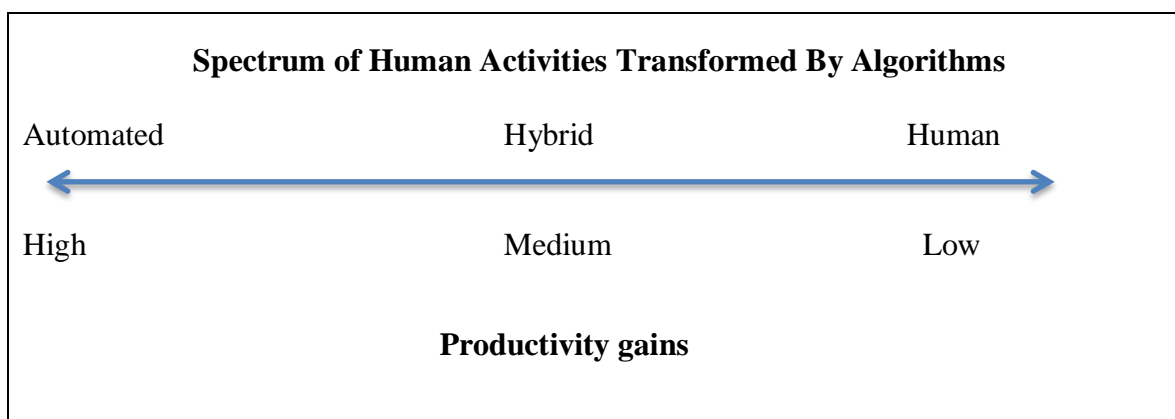 Spectrum of Human Activities Transformed By Algorithms
Automated Hybrid Human
High Medium Low
Productivity gains